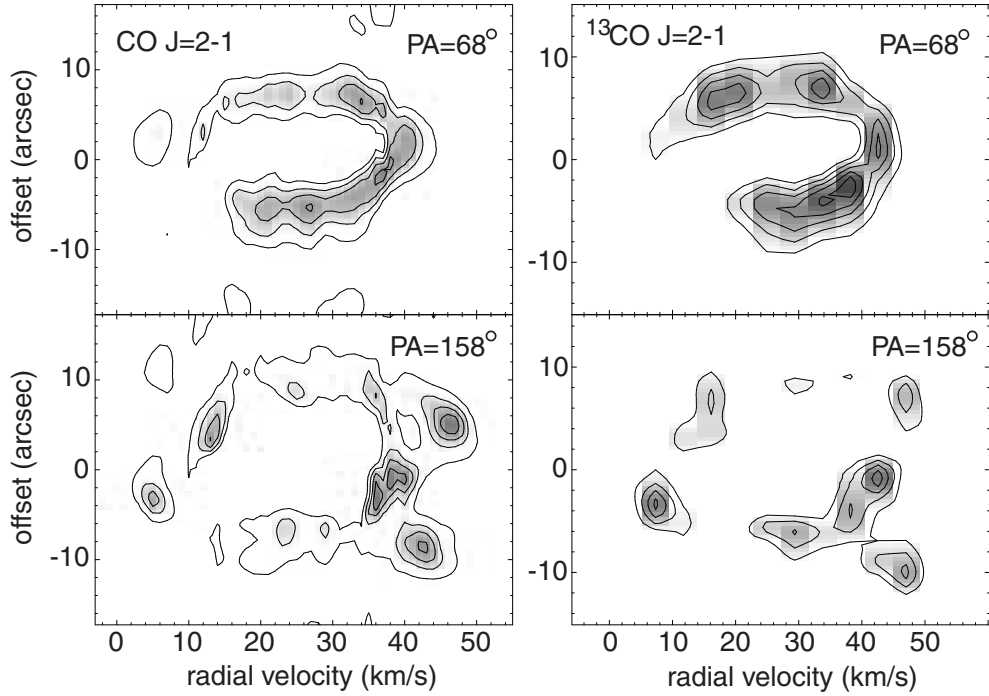 CO J=2-1
PA=68°
¹³CO J=2-1
PA=68°
10
0
-10
offset (arcsec)
10
0
-10
PA=158°
PA=158°
10
0
-10
offset (arcsec)
10
0
-10
0 10 20 30 40 50
radial velocity (km/s)
0 10 20 30 40 50
radial velocity (km/s)